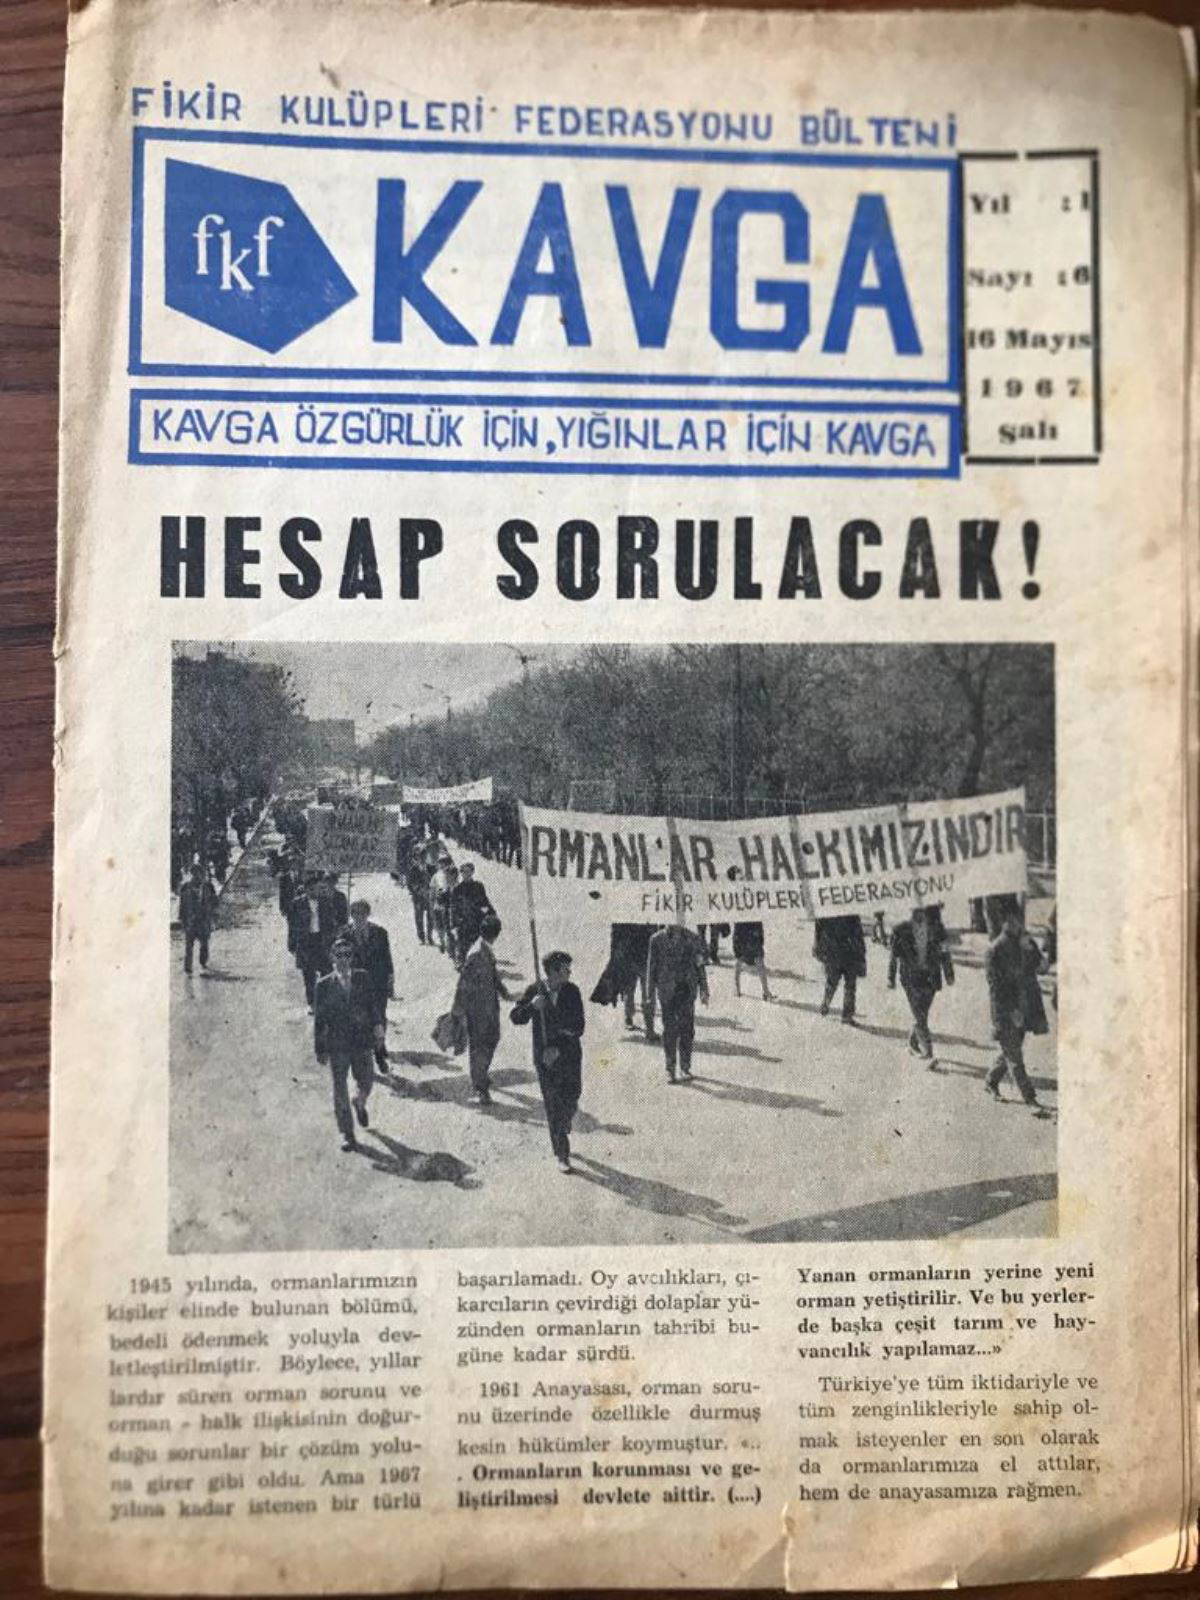 FİKİR KULÜPLERİ FEDERASYONU BÜLTENİ
fkf
KAVGA
Yıl : 1
Sayı : 6
16 Mayıs
1967
Salı
KAVGA ÖZGÜRLÜK İÇİN, YIĞINLAR İÇİN KAVGA
HESAP SORULACAK!
ORMANLAR HALKIMIZINDIR
FİKİR KULÜPLERİ FEDERASYONU
1945 yılında, ormanlarımızın
kişiler elinde bulunan bölümü,
bedeli ödenmek yoluyla dev-
letleştirilmiştir. Böylece, yıllar
lardır süren orman sorunu ve
orman - halk ilişkisinin doğur-
duğu sorunlar bir çözüm yolu-
na girer gibi oldu. Ama 1967
yılına kadar istenen bir türlü
başarılamadı. Oy avcılıkları, çı-
karcıların çevirdiği dolaplar yü-
zünden ormanların tahribi bu-
güne kadar sürdü.
1961 Anayasası, orman soru-
nu üzerinde özellikle durmuş
kesin hükümler koymuştur. «..
. Ormanların korunması ve ge-
liştirilmesi devlete aittir. (....)
Yanan ormanların yerine yeni
orman yetiştirilir. Ve bu yerler-
de başka çeşit tarım ve hay-
vancılık yapılamaz...»
Türkiye'ye tüm iktidariyle ve
tüm zenginlikleriyle sahip ol-
mak isteyenler en son olarak
da ormanlarımıza el attılar,
hem de anayasamıza rağmen.